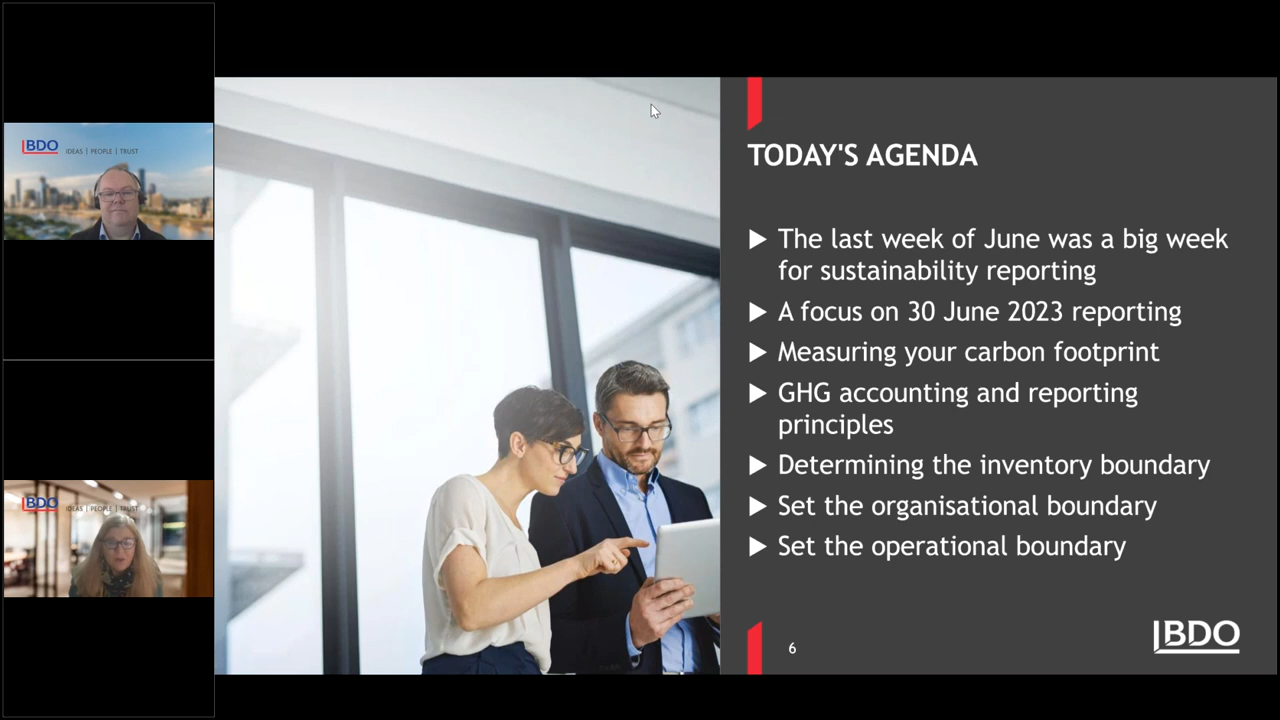 BDO
IDEAS | PEOPLE | TRUST
BDO
IDEAS | PEOPLE | TRUST
TODAY'S AGENDA
The last week of June was a big week
for sustainability reporting
A focus on 30 June 2023 reporting
Measuring your carbon footprint
GHG accounting and reporting
principles
Determining the inventory boundary
Set the organisational boundary
Set the operational boundary
6
BDO